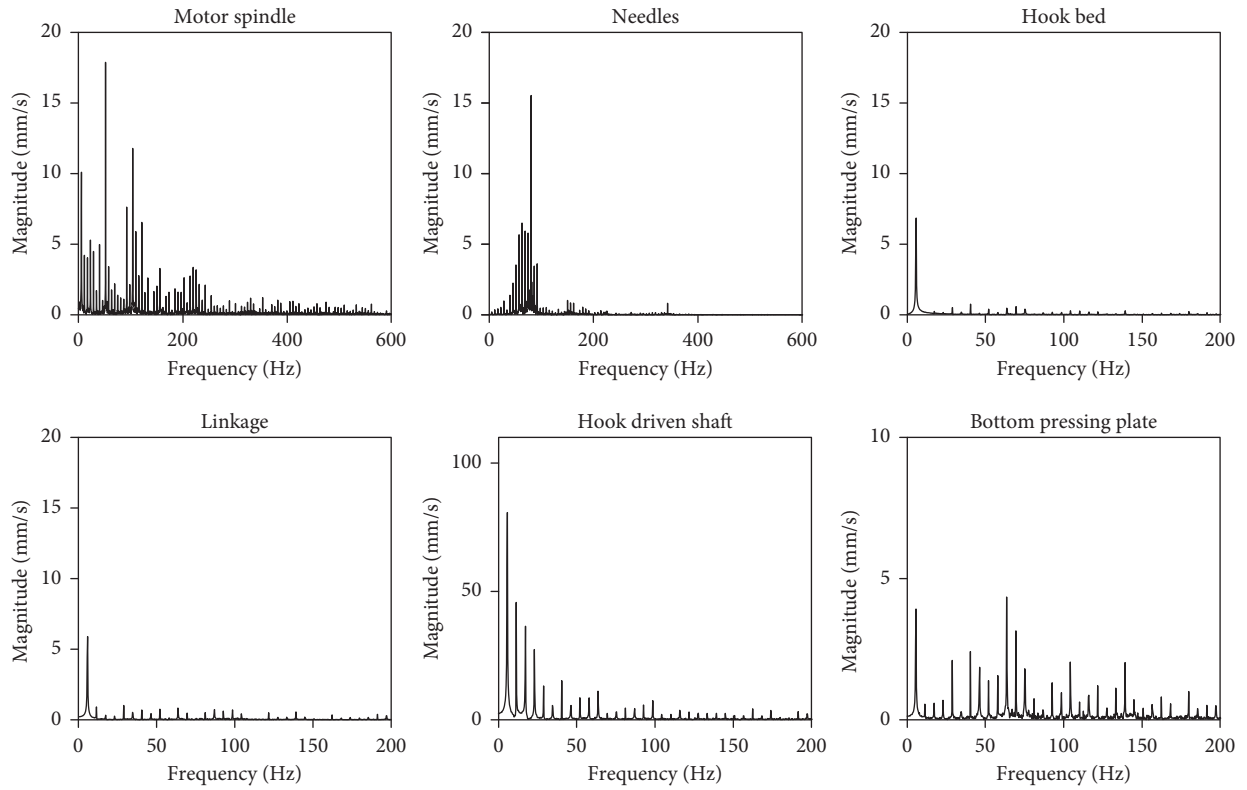 Motor spindle
20
15
10
5
0
Magnitude (mm/s)
0 200 400 600
Frequency (Hz)
Needles
20
15
10
5
0
Magnitude (mm/s)
0 200 400 600
Frequency (Hz)
Hook bed
20
15
10
5
0
Magnitude (mm/s)
0 50 100 150 200
Frequency (Hz)
Linkage
20
15
10
5
0
Magnitude (mm/s)
0 50 100 150 200
Frequency (Hz)
Hook driven shaft
100
50
0
Magnitude (mm/s)
0 50 100 150 200
Frequency (Hz)
Bottom pressing plate
10
5
0
Magnitude (mm/s)
0 50 100 150 200
Frequency (Hz)